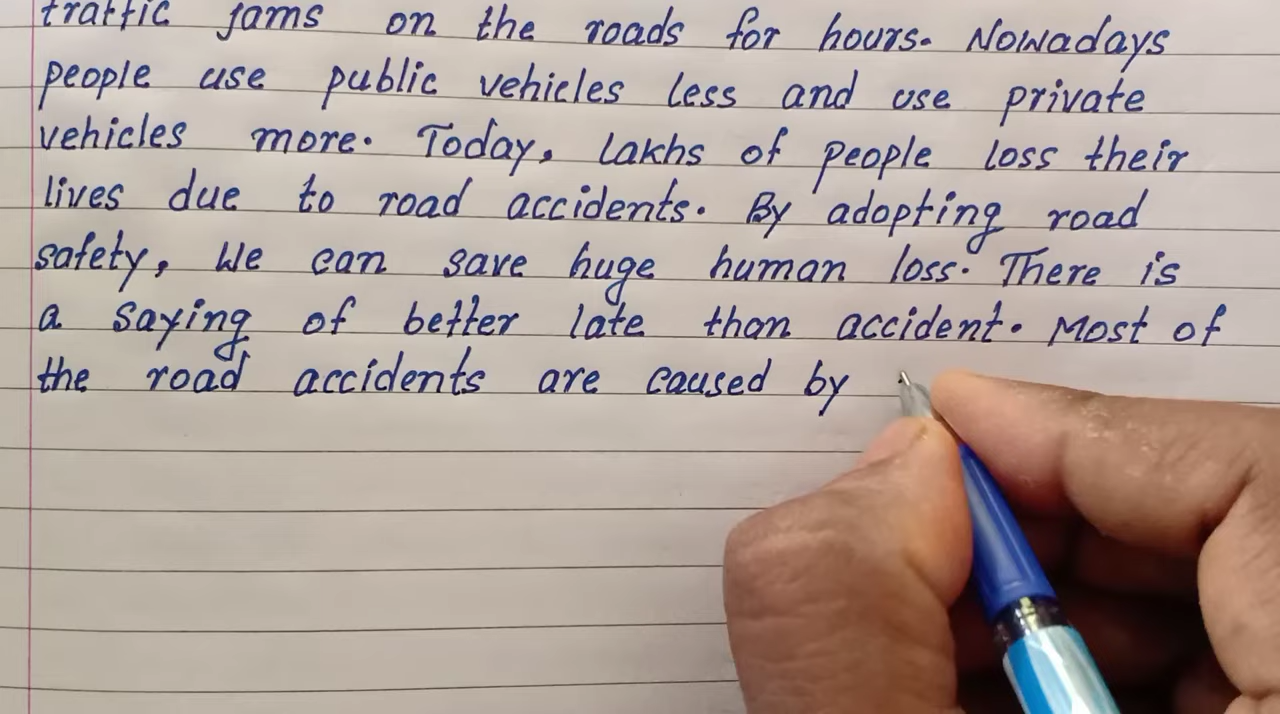 traffic jams on the roads for hours. Nowadays
people use public vehicles less and use private
vehicles more. Today, lakhs of people loss their
lives due to road accidents. By adopting road
safety, We can save huge human loss. There is
a saying of better late than accident. Most of
the road accidents are caused by